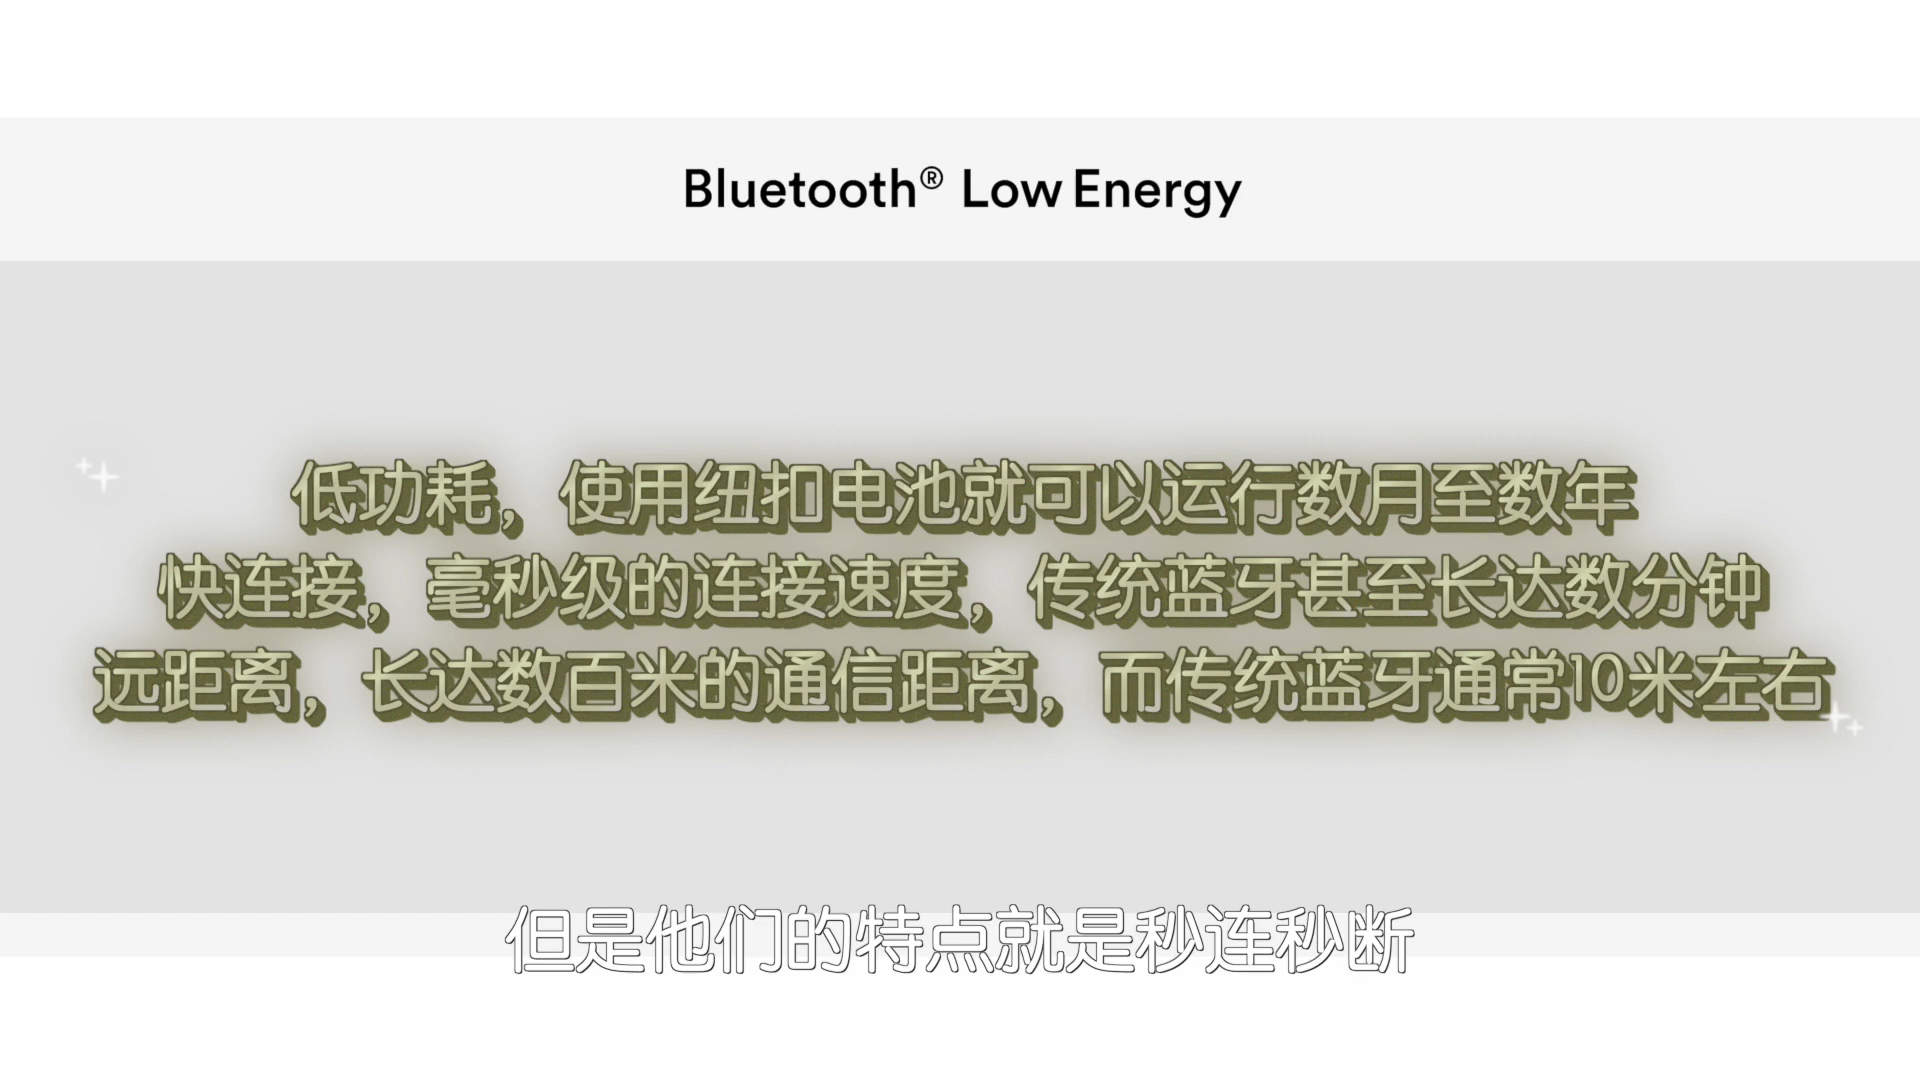 Bluetooth® Low Energy
低功耗，使用纽扣电池就可以运行数月至数年
快连接，毫秒级的连接速度，传统蓝牙甚至长达数分钟
远距离，长达数百米的通信距离，而传统蓝牙通常10米左右
但是他们的特点就是秒连秒断